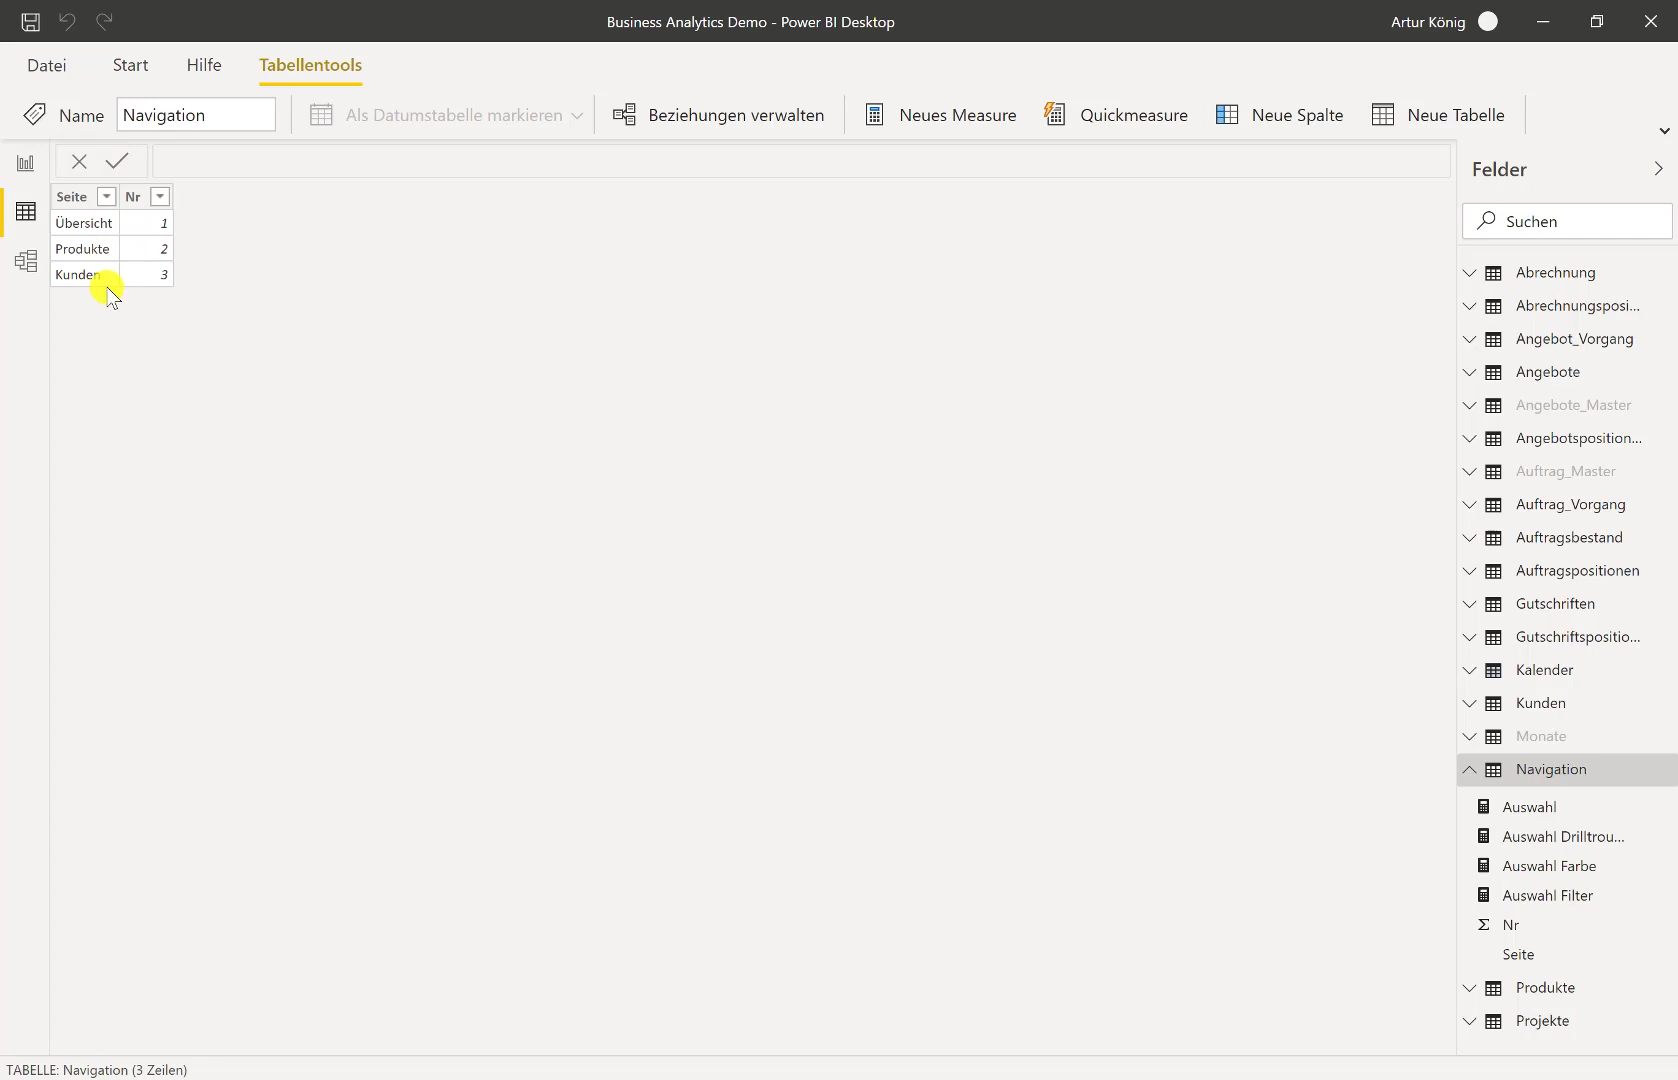 Business Analytics Demo - Power BI Desktop
Artur König
Datei Start Hilfe Tabellentools
Name Navigation Als Datumstabelle markieren Beziehungen verwalten Neues Measure Quickmeasure Neue Spalte Neue Tabelle
Seite Nr
Übersicht 1
Produkte 2
Kunden 3
Felder
Suchen
Abrechnung
Abrechnungsposi...
Angebot_Vorgang
Angebote
Angebote_Master
Angebotsposition...
Auftrag_Master
Auftrag_Vorgang
Auftragsbestand
Auftragspositionen
Gutschriften
Gutschriftspositio...
Kalender
Kunden
Monate
Navigation
Auswahl
Auswahl Drilltrou...
Auswahl Farbe
Auswahl Filter
Σ Nr
Seite
Produkte
Projekte
TABELLE: Navigation (3 Zeilen)